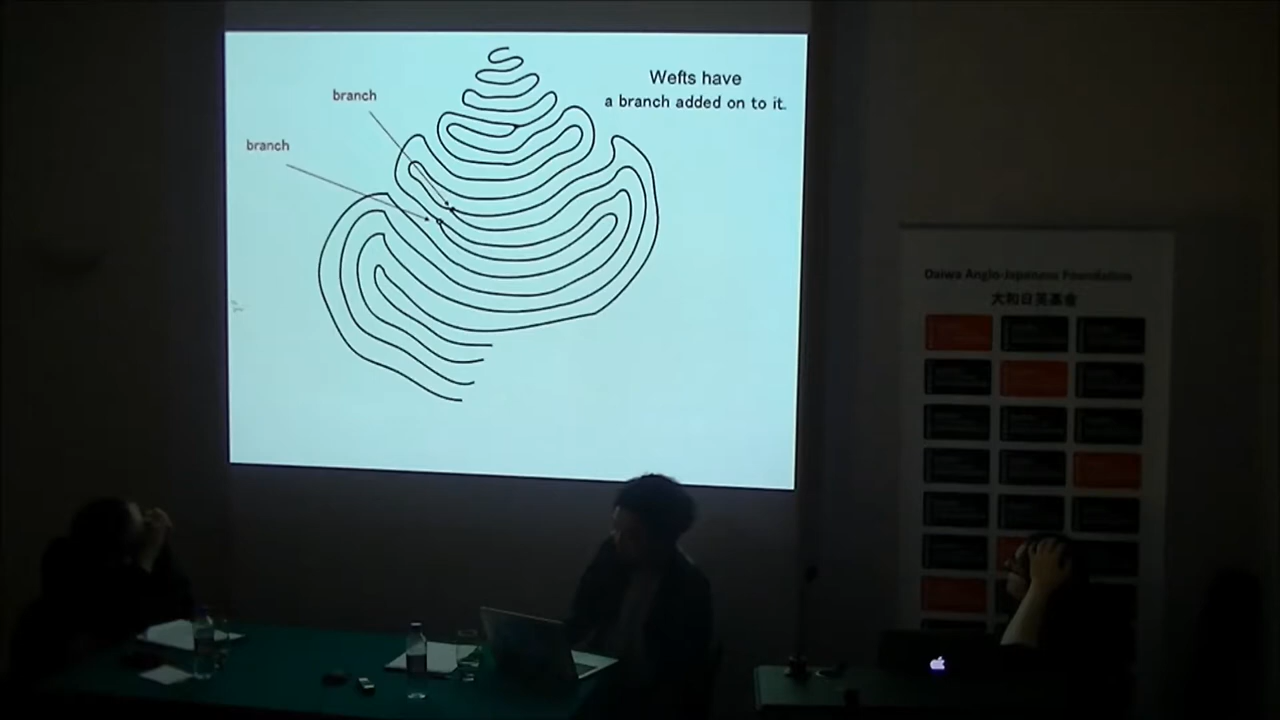 Wefts have
a branch added on to it.
branch
branch
Daiwa Anglo-Japanese Foundation
大和日英基金